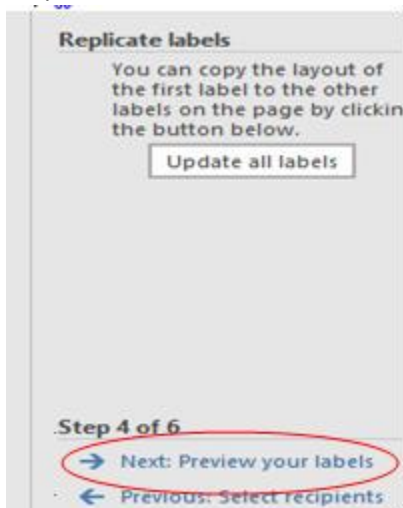 Replicate labels
You can copy the layout of
the first label to the other
labels on the page by clickin
the button below.
Update all labels
Step 4 of 6
Next: Preview your labels
Previous: Select recipients